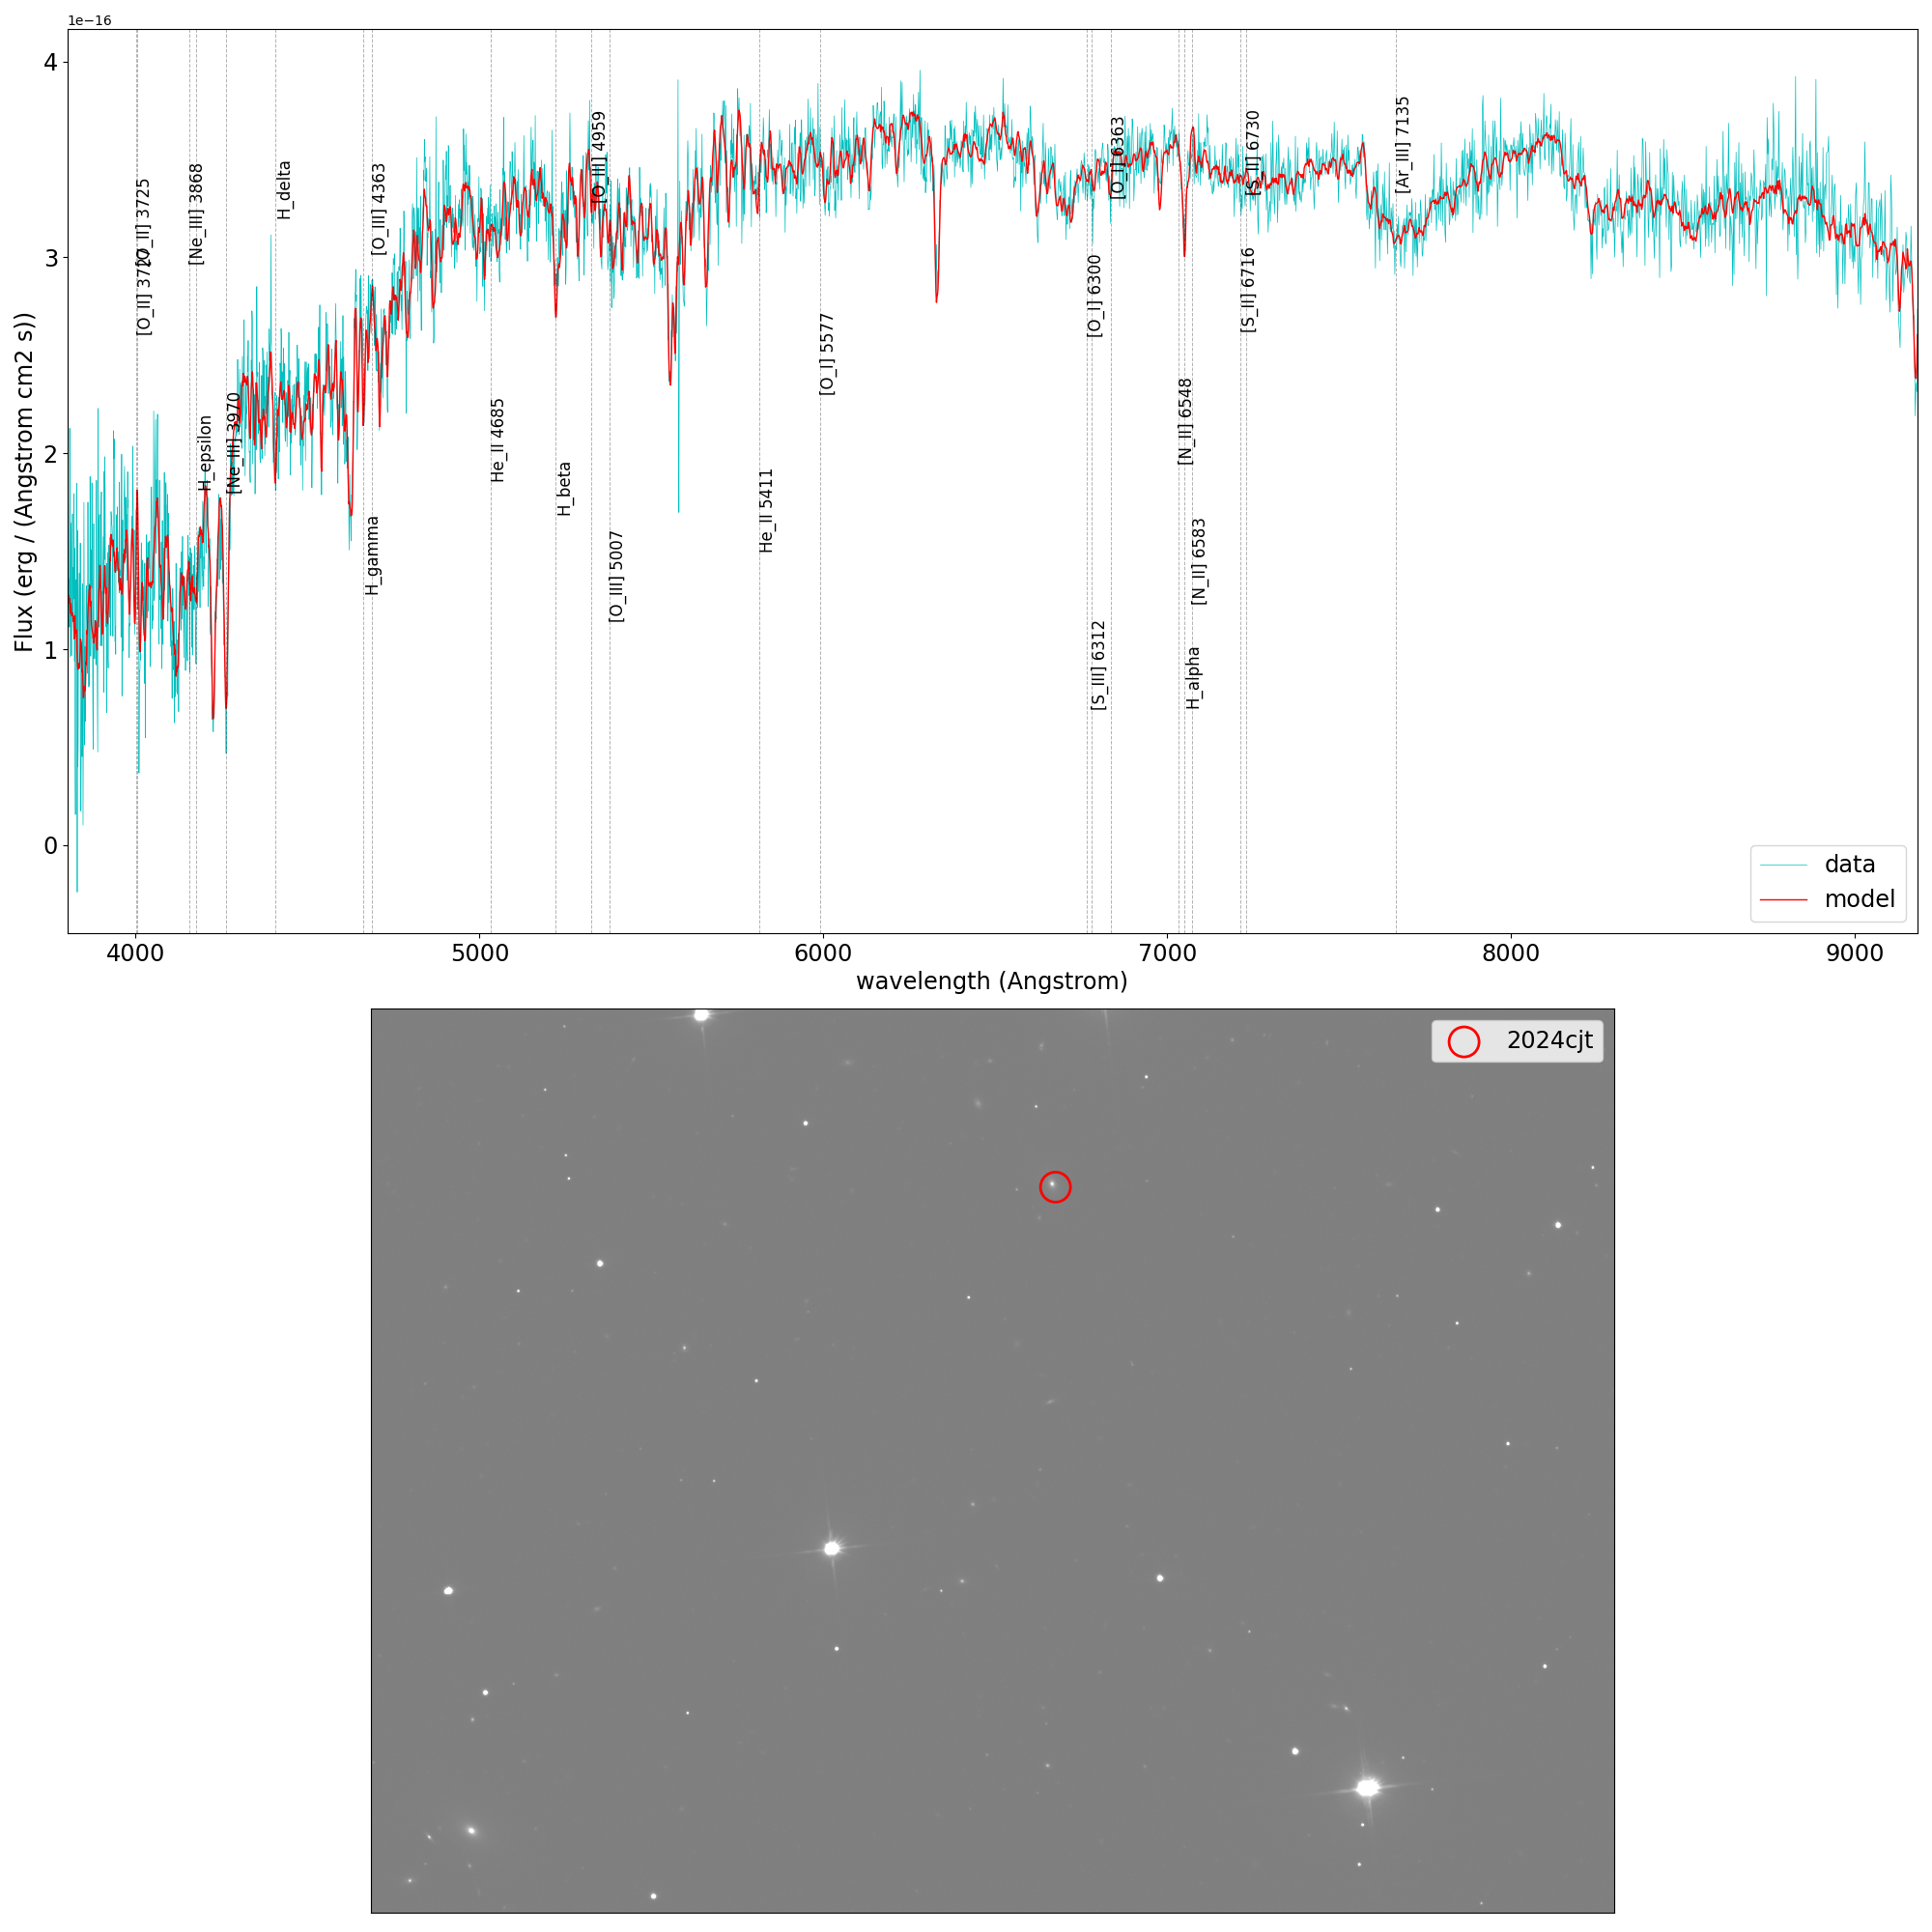 1e−16
Flux (erg / (Angstrom cm2 s))
4
3
2
1
0
[O_II] 3725
[O_II] 3727
[Ne_III] 3868
H_epsilon
[Ne_III] 3970
H_delta
H_gamma
[O_III] 4363
He_II 4685
H_beta
[O_III] 4959
[O_III] 5007
He_II 5411
[O_I] 5577
[O_I] 6300
[S_III] 6312
[O_I] 6363
[N_II] 6548
H_alpha
[N_II] 6583
[S_II] 6716
[S_II] 6730
[Ar_III] 7135
data
model
4000 5000 6000 7000 8000 9000
wavelength (Angstrom)
2024cjt